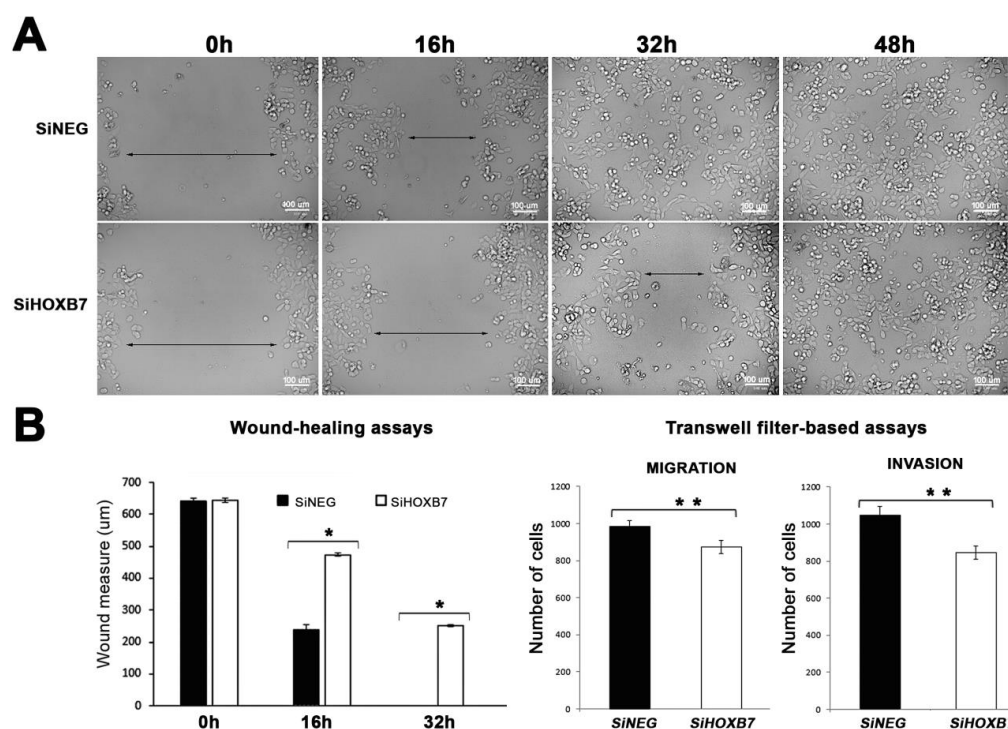 A
0h 16h 32h 48h
SiNEG
400 um 100 um 100 um 100 um
SiHOXB7
100 um 100 um 100 um 100 um
B
Wound-healing assays
Transwell filter-based assays
Wound measure (um)
700
600
500
400
300
200
100
0
SiNEG SiHOXB7
*
*
0h 16h 32h
MIGRATION
Number of cells
1200
1000
800
600
400
200
0
* *
SiNEG SiHOXB7
INVASION
Number of cells
1200
1000
800
600
400
200
0
* *
SiNEG SiHOXB